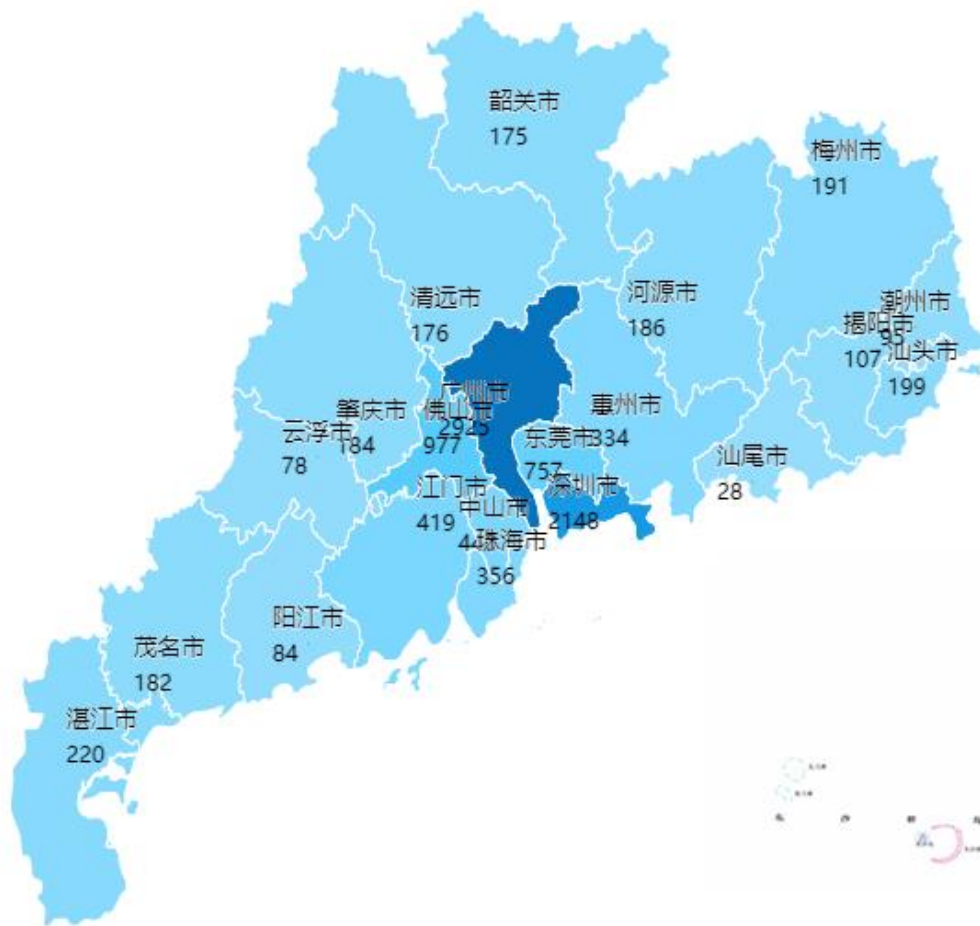 韶关市
175
梅州市
191
清远市
176
河源市
186
潮州市
95
揭阳市
107
汕头市
199
广州市
2925
佛山市
977
肇庆市
184
云浮市
78
惠州市
334
东莞市
757
汕尾市
28
深圳市
2148
江门市
419
中山市
珠海市
356
阳江市
84
茂名市
182
湛江市
220